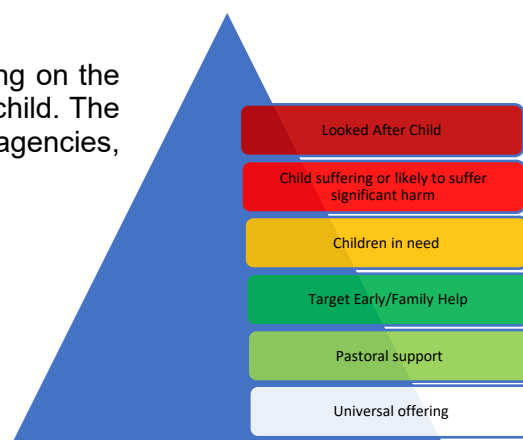 ng on the
child. The
agencies,
Looked After Child
Child suffering or likely to suffer
significant harm
Children in need
Target Early/Family Help
Pastoral support
Universal offering